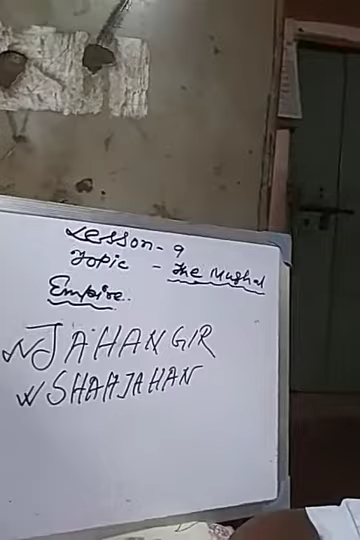 Lesson - 9
Topic - The Mughal
Empire.
JAHANGIR
SHAHJAHAN